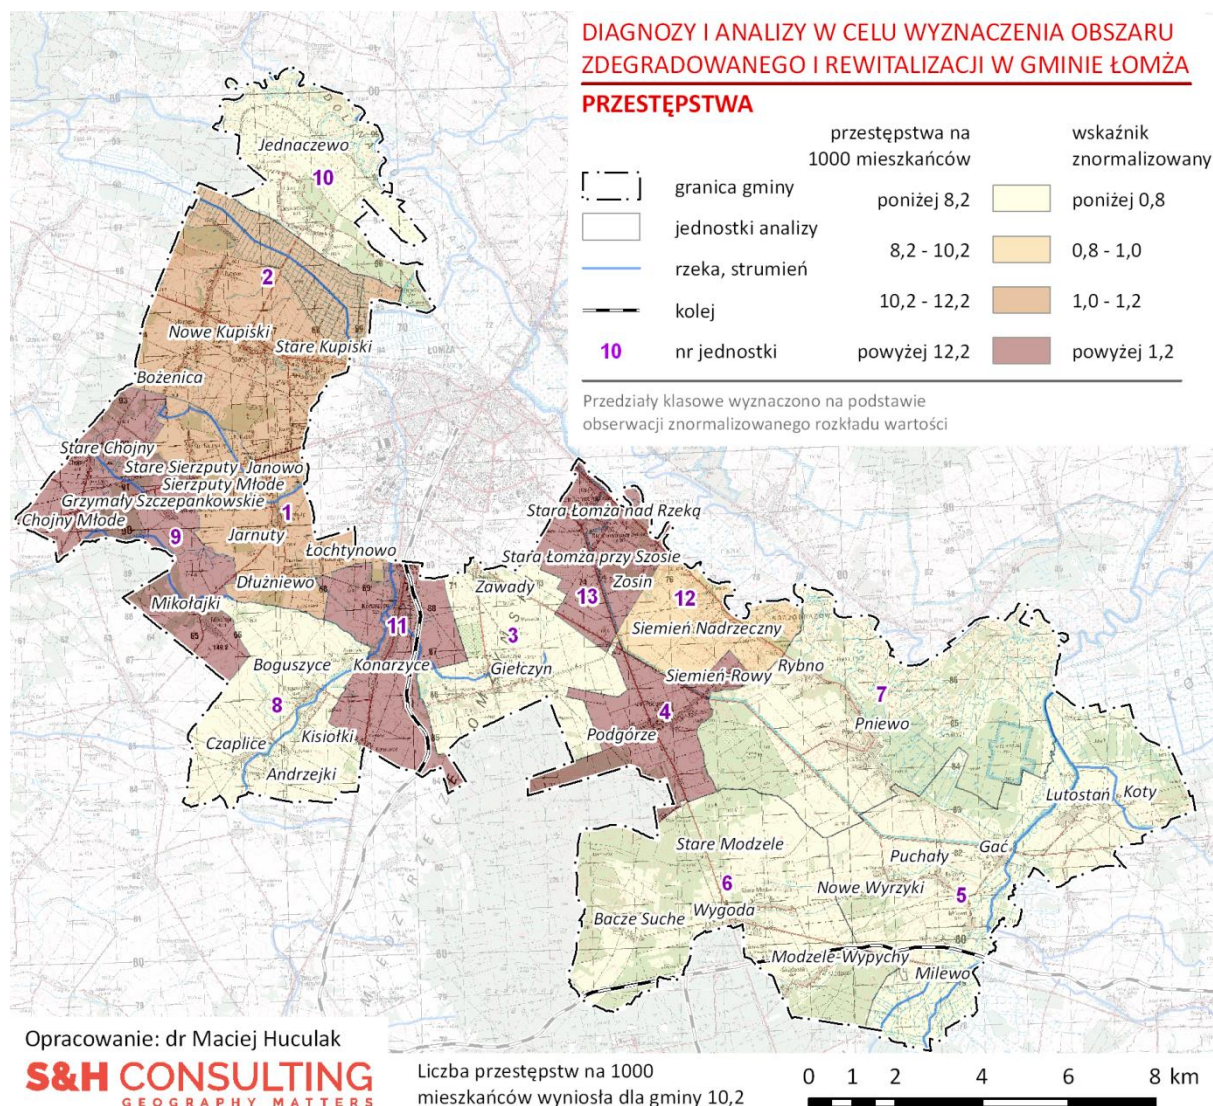 DIAGNOZY I ANALIZY W CELU WYZNACZENIA OBSZARU
ZDEGRADOWANEGO I REWITALIZACJI W GMINIE ŁOMŻA
PRZESTĘPSTWA
przestępstwa na
1000 mieszkańców
wskaźnik
znormalizowany
granica gminy
jednostki analizy
rzeka, strumień
kolej
10 nr jednostki
poniżej 8,2 poniżej 0,8
8,2 - 10,2 0,8 - 1,0
10,2 - 12,2 1,0 - 1,2
powyżej 12,2 powyżej 1,2
Przedziały klasowe wyznaczono na podstawie
obserwacji znormalizowanego rozkładu wartości
Jednaczewo
10
2
Nowe Kupiski
Stare Kupiski
Bożenica
Stare Chojny
Stare Sierzputy
Janowo
Sierzputy Młode
Grzymały Szczepankowskie
Chojny Młode
1
9
Jarnuty
Łochtynowo
Dłużniewo
Mikołajki
Stara Łomża nad Rzeką
Stara Łomża przy Szosie
Zawady
Zosin
13
12
11
3
Siemień Nadrzeczny
Boguszyce
Konarzyce
Giełczyn
Siemień-Rowy
Rybno
8
7
4
Pniewo
Czaplice
Kisiołki
Podgórze
Andrzejki
Lutostań
Koty
Stare Modzele
Puchały
Gać
6
Nowe Wyrzyki
5
Bacze Suche
Wygoda
Modzele-Wypychy
Milewo
ŁOMŻA
Opracowanie: dr Maciej Huculak
S&H CONSULTING
GEOGRAPHY MATTERS
Liczba przestępstw na 1000
mieszkańców wyniosła dla gminy 10,2
0 1 2 4 6 8 km